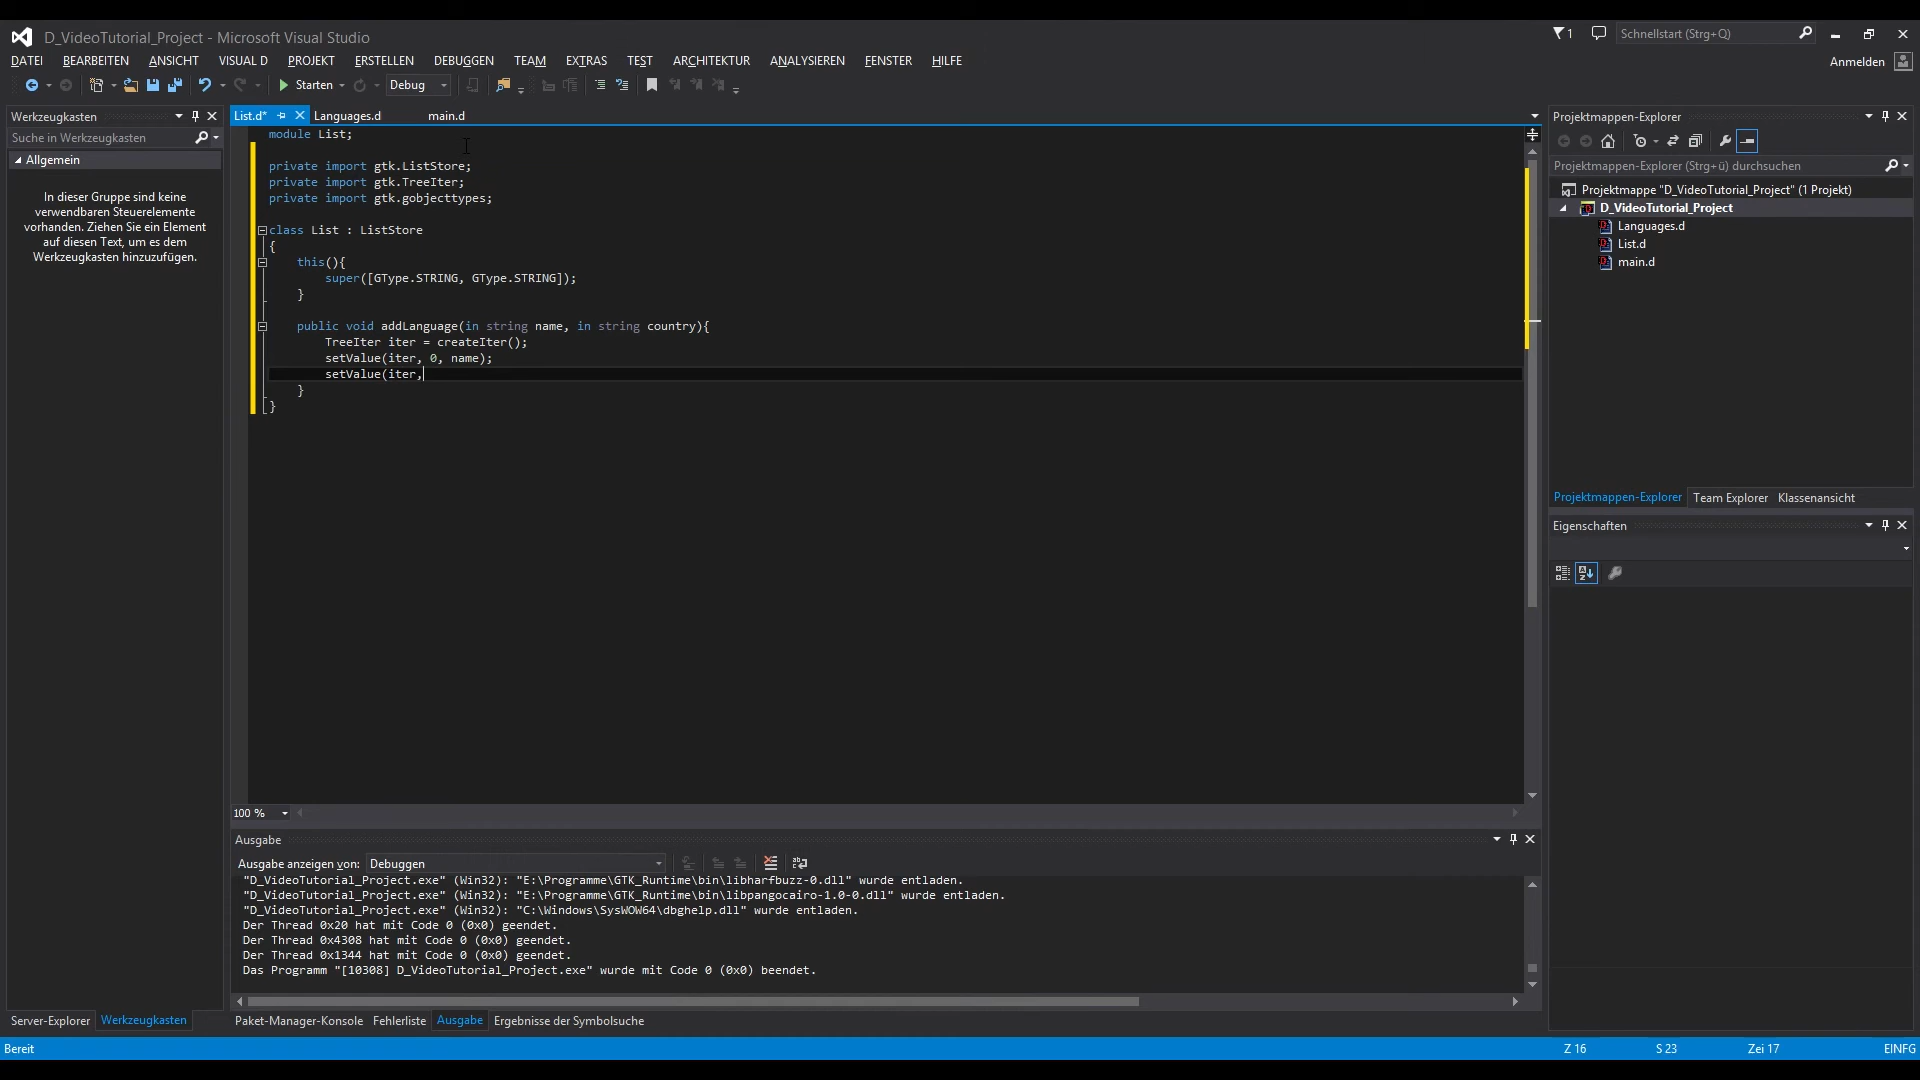 D_VideoTutorial_Project - Microsoft Visual Studio
1
Schnellstart (Strg+Q)
DATEI BEARBEITEN ANSICHT VISUAL D PROJEKT ERSTELLEN DEBUGGEN TEAM EXTRAS TEST ARCHITEKTUR ANALYSIEREN FENSTER HILFE
Anmelden
Starten
Debug
Werkzeugkasten
Suche in Werkzeugkasten
Allgemein
In dieser Gruppe sind keine
verwendbaren Steuerelemente
vorhanden. Ziehen Sie ein Element
auf diesen Text, um es dem
Werkzeugkasten hinzuzufügen.
Server-Explorer Werkzeugkasten
List.d* Languages.d main.d
module List;
private import gtk.ListStore;
private import gtk.TreeIter;
private import gtk.gobjecttypes;
class List : ListStore
{
this(){
super([GType.STRING, GType.STRING]);
}
public void addLanguage(in string name, in string country){
TreeIter iter = createIter();
setValue(iter, 0, name);
setValue(iter,
}
}
100 %
Ausgabe
Ausgabe anzeigen von: Debuggen
"D_VideoTutorial_Project.exe" (Win32): "E:\Programme\GTK_Runtime\bin\libharfbuzz-0.dll" wurde entladen.
"D_VideoTutorial_Project.exe" (Win32): "E:\Programme\GTK_Runtime\bin\libpangocairo-1.0-0.dll" wurde entladen.
"D_VideoTutorial_Project.exe" (Win32): "C:\Windows\SysWOW64\dbghelp.dll" wurde entladen.
Der Thread 0x20 hat mit Code 0 (0x0) geendet.
Der Thread 0x4308 hat mit Code 0 (0x0) geendet.
Der Thread 0x1344 hat mit Code 0 (0x0) geendet.
Das Programm "[10308] D_VideoTutorial_Project.exe" wurde mit Code 0 (0x0) beendet.
Paket-Manager-Konsole Fehlerliste Ausgabe Ergebnisse der Symbolsuche
Projektmappen-Explorer
Projektmappen-Explorer (Strg+ü) durchsuchen
Projektmappe "D_VideoTutorial_Project" (1 Projekt)
D_VideoTutorial_Project
Languages.d
List.d
main.d
Projektmappen-Explorer Team Explorer Klassenansicht
Eigenschaften
Bereit
Z 16 S 23 Zei 17 EINFG